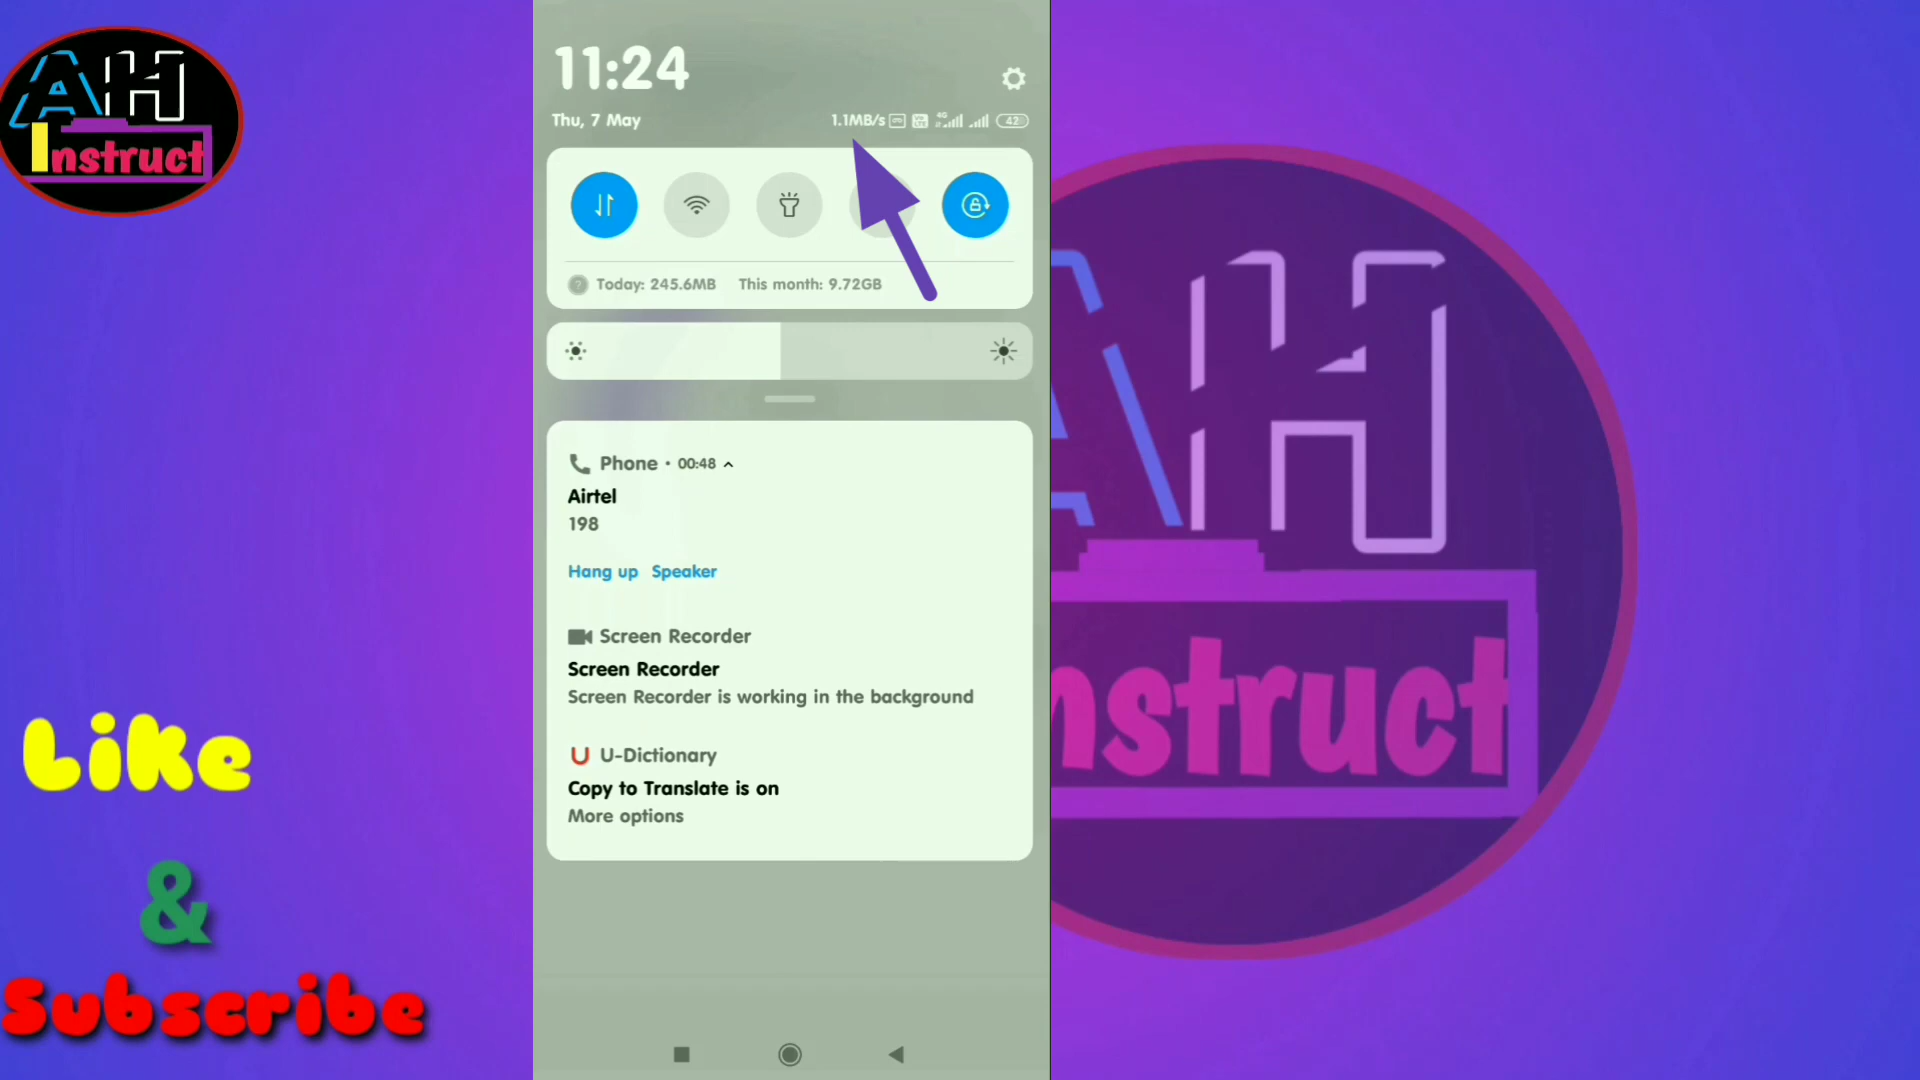 AH
Instruct
11:24
Thu, 7 May
1.1MB/s
4G
42
Today: 245.6MB This month: 9.72GB
Phone • 00:48
Airtel
198
Hang up Speaker
Screen Recorder
Screen Recorder
Screen Recorder is working in the background
U-Dictionary
Copy to Translate is on
More options
AH
nstruct
Like
&
Subscribe